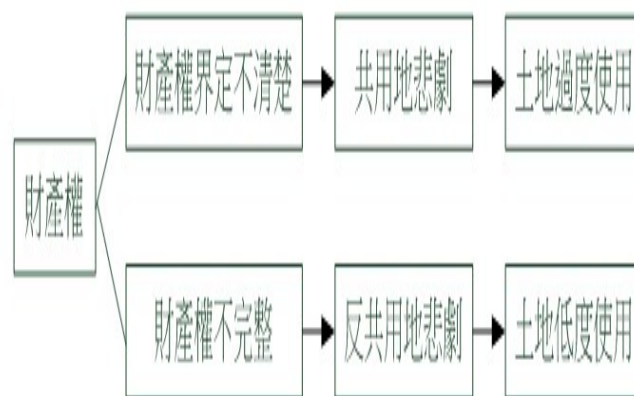 財產權
財產權界定不清楚
共用地悲劇
土地過度使用
財產權不完整
反共用地悲劇
土地低度使用